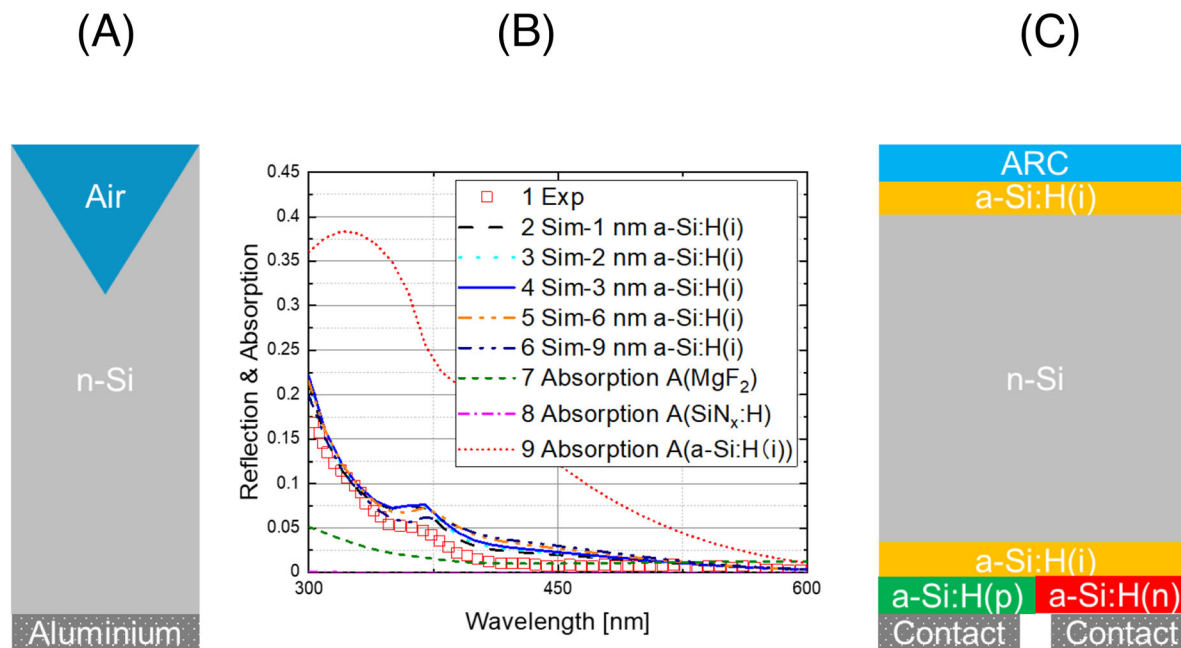 (A)
(B)
(C)
Air
n-Si
Aluminium
Reflection & Absorption
0.45
0.4
0.35
0.3
0.25
0.2
0.15
0.1
0.05
0
300
450
600
Wavelength [nm]
1 Exp
2 Sim-1 nm a-Si:H(i)
3 Sim-2 nm a-Si:H(i)
4 Sim-3 nm a-Si:H(i)
5 Sim-6 nm a-Si:H(i)
6 Sim-9 nm a-Si:H(i)
7 Absorption A(MgF₂)
8 Absorption A(SiNₓ:H)
9 Absorption A(a-Si:H(i))
ARC
a-Si:H(i)
n-Si
a-Si:H(i)
a-Si:H(p) a-Si:H(n)
Contact Contact